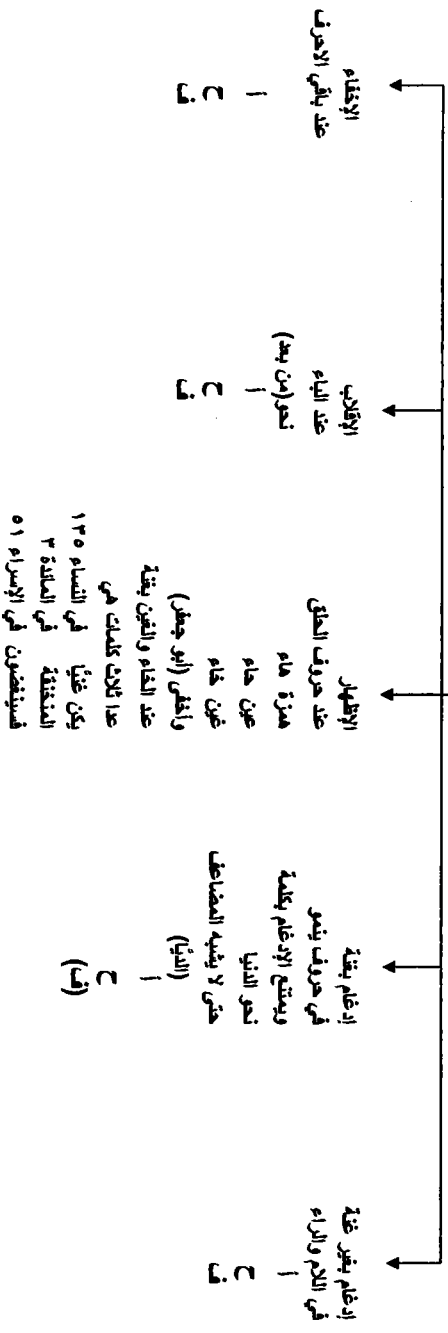 إدغام بغير غنة
في اللام والراء
أ
ح
ف
إدغام بغنة
في حروف ينمو
ويمتنع الإدغام بكلمة
نحو الدنيا
حتى لا يشبه المضاعف
(الديّا)
أ
ح
(ف)
الإظهار
عند حروف الحلق
همزة هاء
عين حاء
غين خاء
وأخفى (أبو جعفر)
عند الخاء والغين بغنة
عدا ثلاث كلمات هي
يكن غنيًا في النساء ١٣٥
المنخنقة في المائدة ٣
فسينغضون في الإسراء ٥١
الإقلاب
عند الباء
نحو (من بعد)
أ
ح
ف
الإخفاء
عند باقي الأحرف
أ
ح
ف